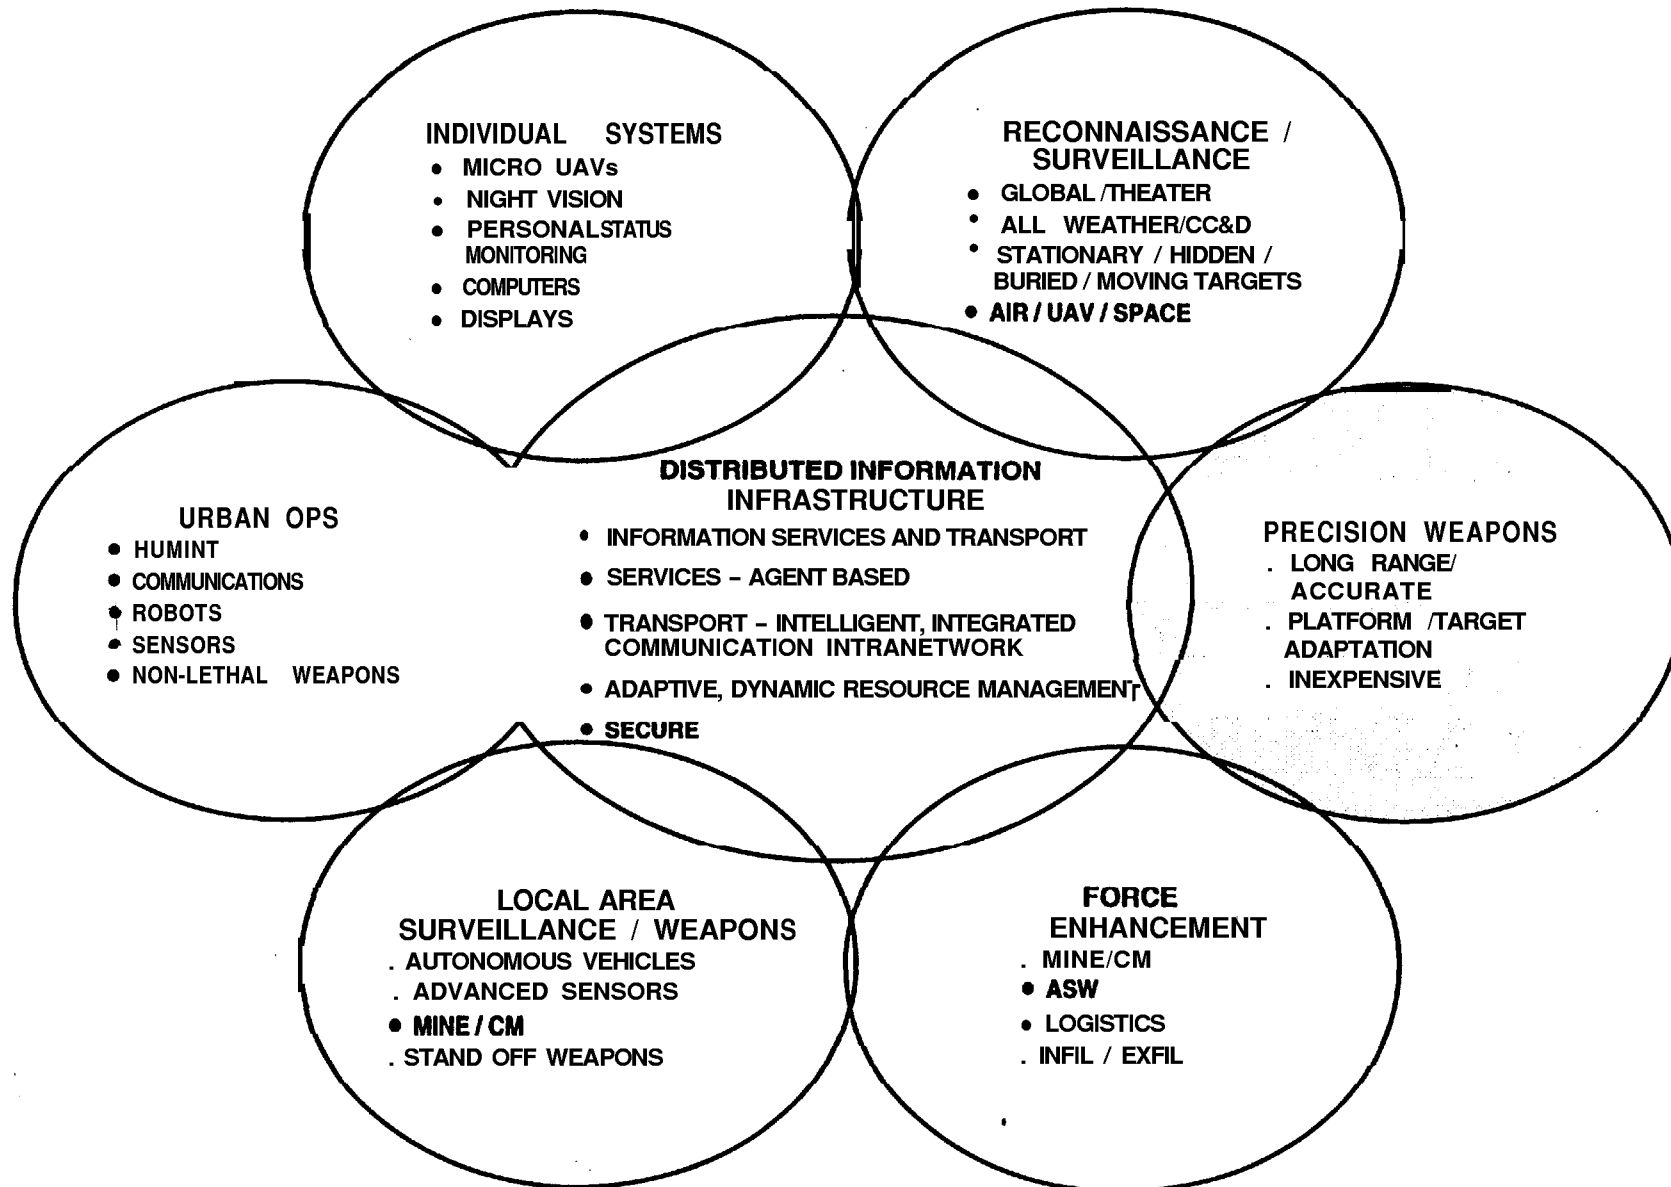 INDIVIDUAL SYSTEMS
• MICRO UAVs
• NIGHT VISION
• PERSONAL STATUS
MONITORING
• COMPUTERS
• DISPLAYS
RECONNAISSANCE /
SURVEILLANCE
• GLOBAL /THEATER
• ALL WEATHER/CC&D
• STATIONARY / HIDDEN /
BURIED / MOVING TARGETS
• AIR / UAV / SPACE
URBAN OPS
• HUMINT
• COMMUNICATIONS
• ROBOTS
• SENSORS
• NON-LETHAL WEAPONS
DISTRIBUTED INFORMATION
INFRASTRUCTURE
• INFORMATION SERVICES AND TRANSPORT
• SERVICES – AGENT BASED
• TRANSPORT – INTELLIGENT, INTEGRATED
COMMUNICATION INTRANETWORK
• ADAPTIVE, DYNAMIC RESOURCE MANAGEMENT
• SECURE
PRECISION WEAPONS
. LONG RANGE/
ACCURATE
. PLATFORM /TARGET
ADAPTATION
. INEXPENSIVE
LOCAL AREA
SURVEILLANCE / WEAPONS
. AUTONOMOUS VEHICLES
. ADVANCED SENSORS
• MINE / CM
. STAND OFF WEAPONS
FORCE
ENHANCEMENT
. MINE/CM
• ASW
• LOGISTICS
. INFIL / EXFIL